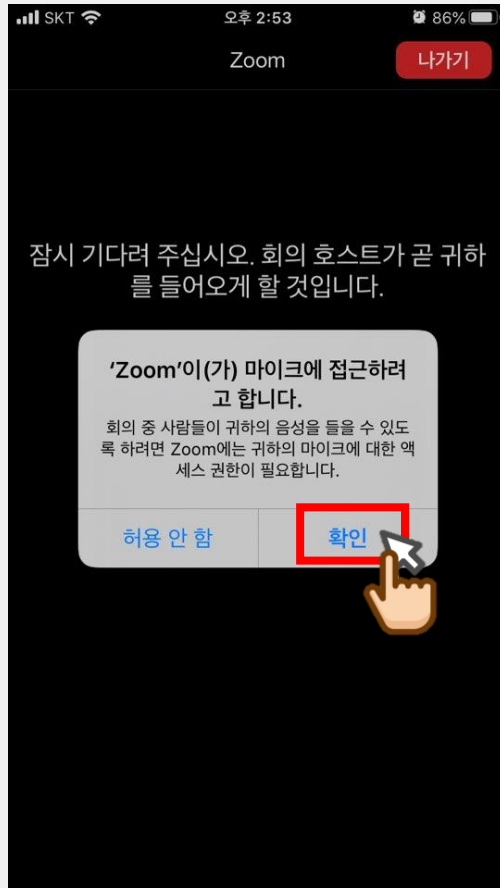 SKT 오후 2:53 86%
Zoom 나가기
잠시 기다려 주십시오. 회의 호스트가 곧 귀하
를 들어오게 할 것입니다.
‘Zoom’이(가) 마이크에 접근하려
고 합니다.
회의 중 사람들이 귀하의 음성을 들을 수 있도
록 하려면 Zoom에는 귀하의 마이크에 대한 액
세스 권한이 필요합니다.
허용 안 함 확인